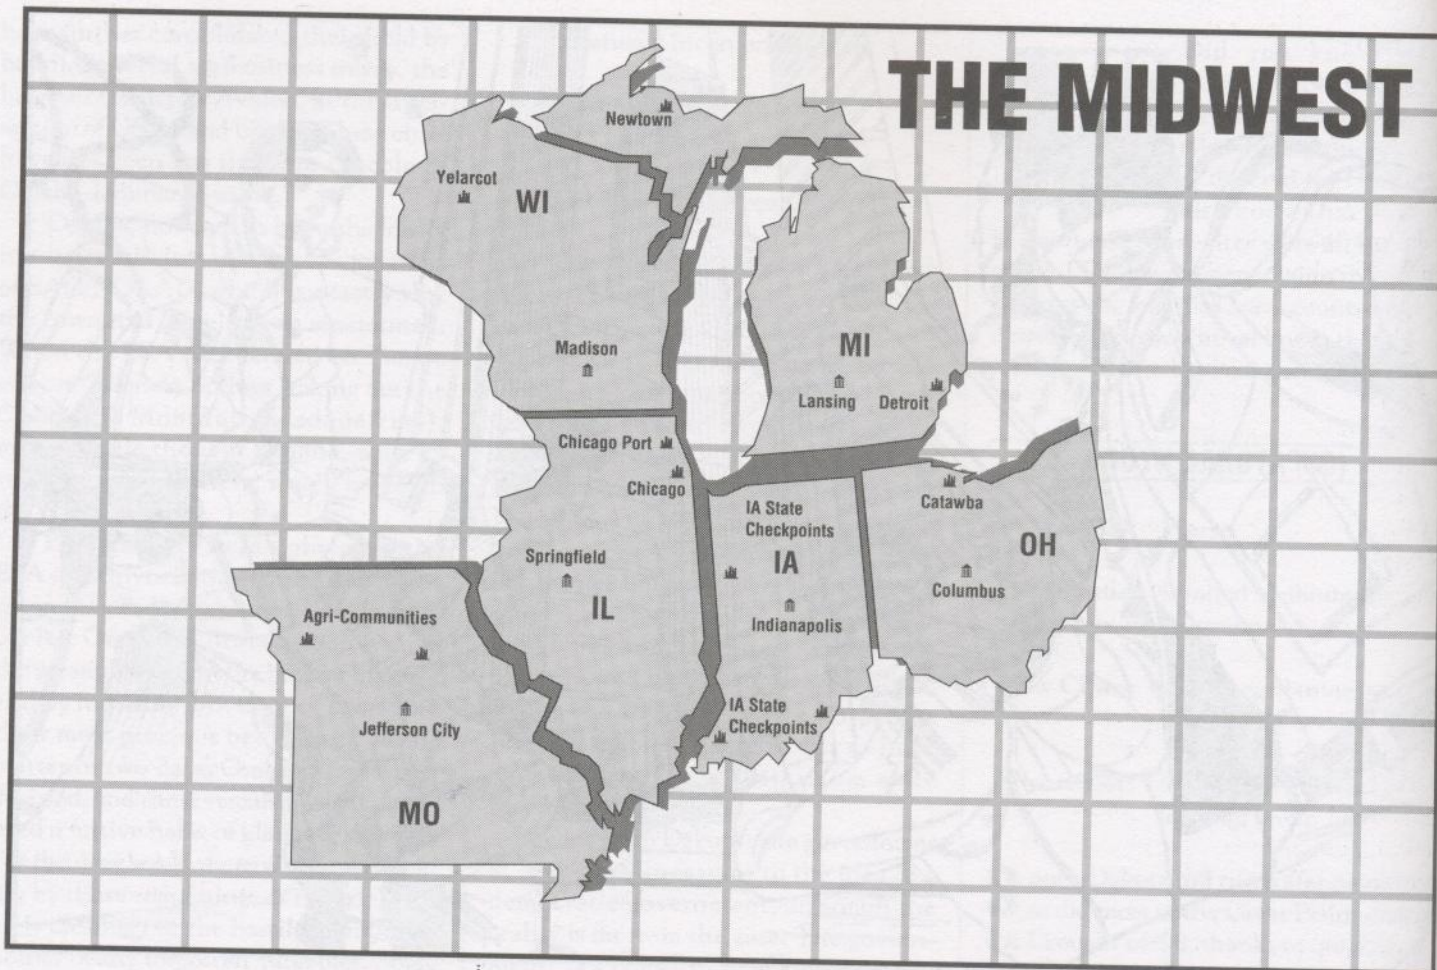 THE MIDWEST
Newtown
Yelarcot
WI
Madison
MI
Lansing
Detroit
Chicago Port
Chicago
IA State
Checkpoints
IA
Indianapolis
Catawba
OH
Columbus
Springfield
IL
Agri-Communities
Jefferson City
MO
IA State
Checkpoints